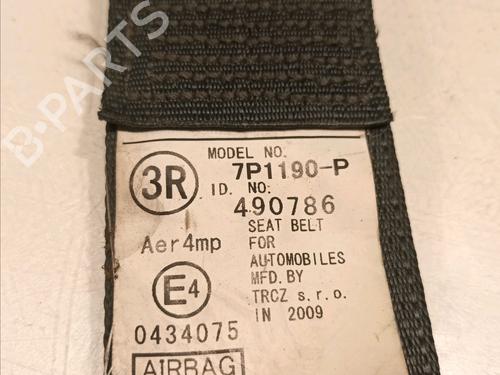 MODEL NO.
3R 7P1190-P
ID. NO.
490786
Aer4mp SEAT BELT
FOR
AUTOMOBILES
E4 MFD.BY
TRCZ s.r.o.
0434075 IN 2009
AIRBAG
B-PARTS